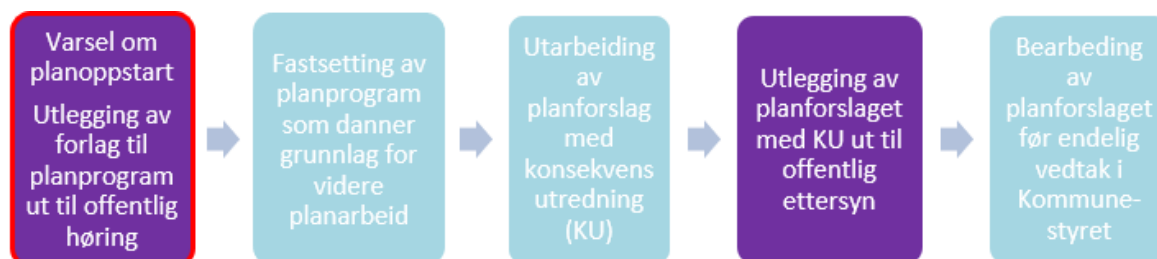 Varsel om
planoppstart
Utlegging av
forlag til
planprogram
ut til offentlig
høring
Fastsetting av
planprogram
som danner
grunnlag for
videre
planarbeid
Utarbeiding
av
planforslag
med
konsekvens
utredning
(KU)
Utlegging av
planforslaget
med KU ut til
offentlig
ettersyn
Bearbeding
av
planforslaget
før endelig
vedtak i
Kommune-
styret